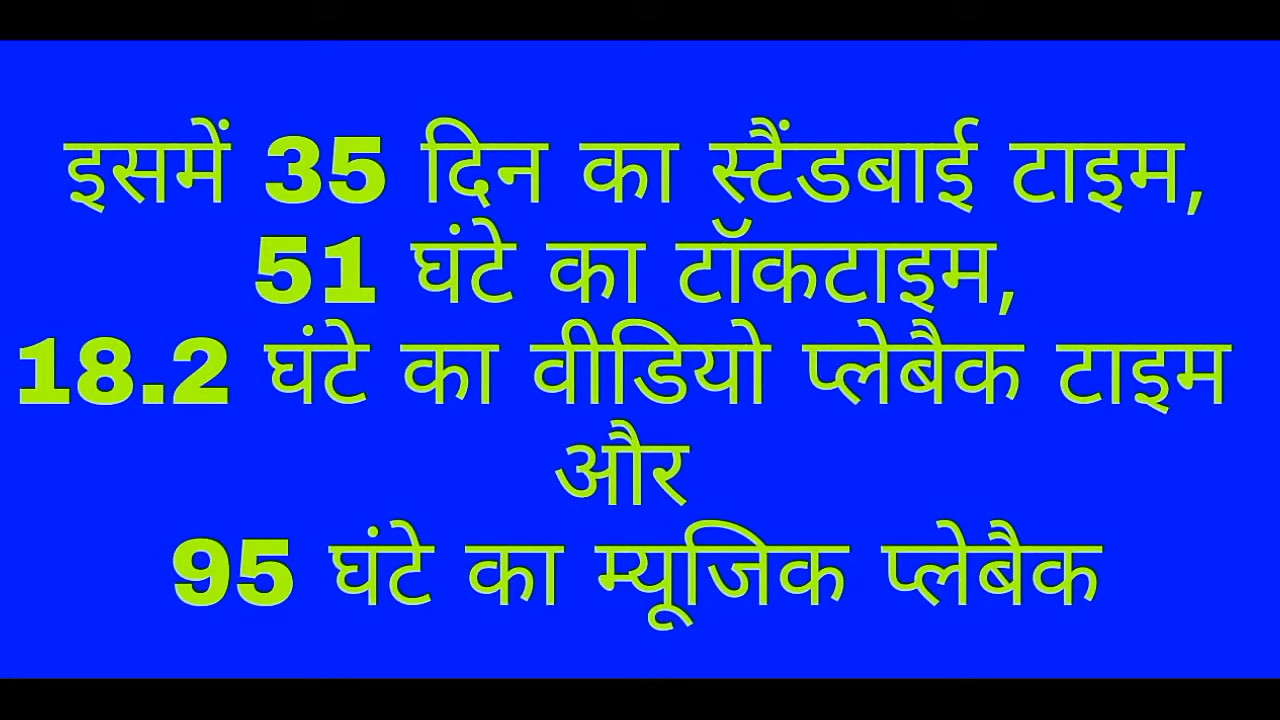 इसमें 35 दिन का स्टैंडबाई टाइम,
51 घंटे का टॉकटाइम,
18.2 घंटे का वीडियो प्लेबैक टाइम
और
95 घंटे का म्यूजिक प्लेबैक